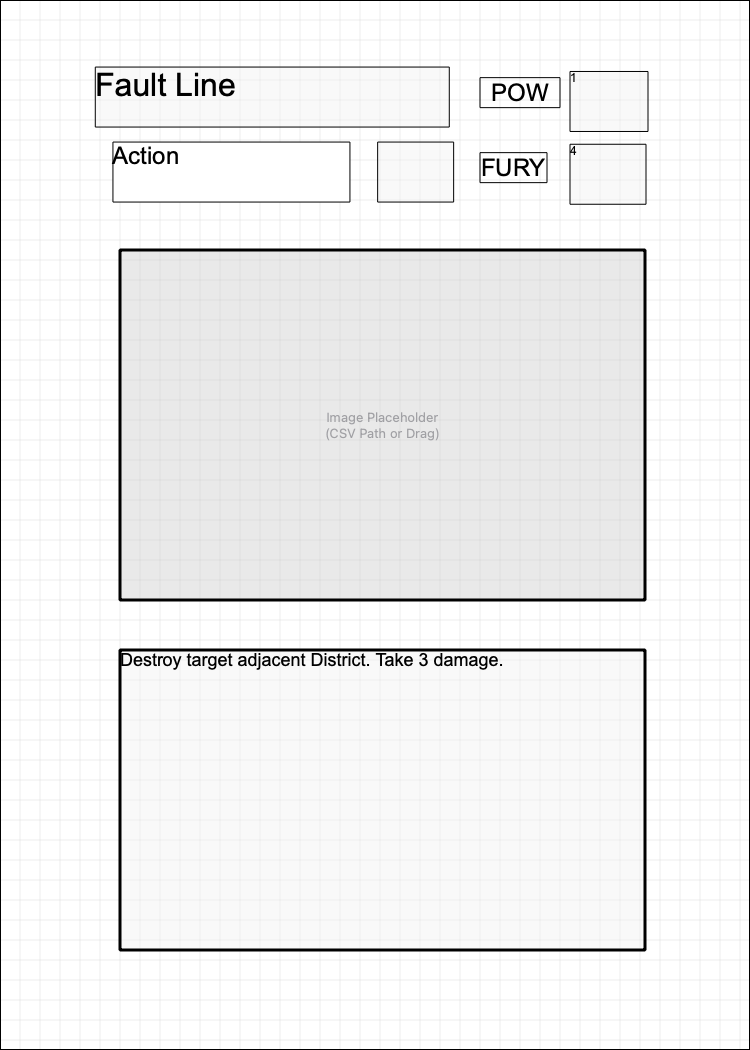 Fault Line
POW
1
Action
FURY
4
Image Placeholder
(CSV Path or Drag)
Destroy target adjacent District. Take 3 damage.